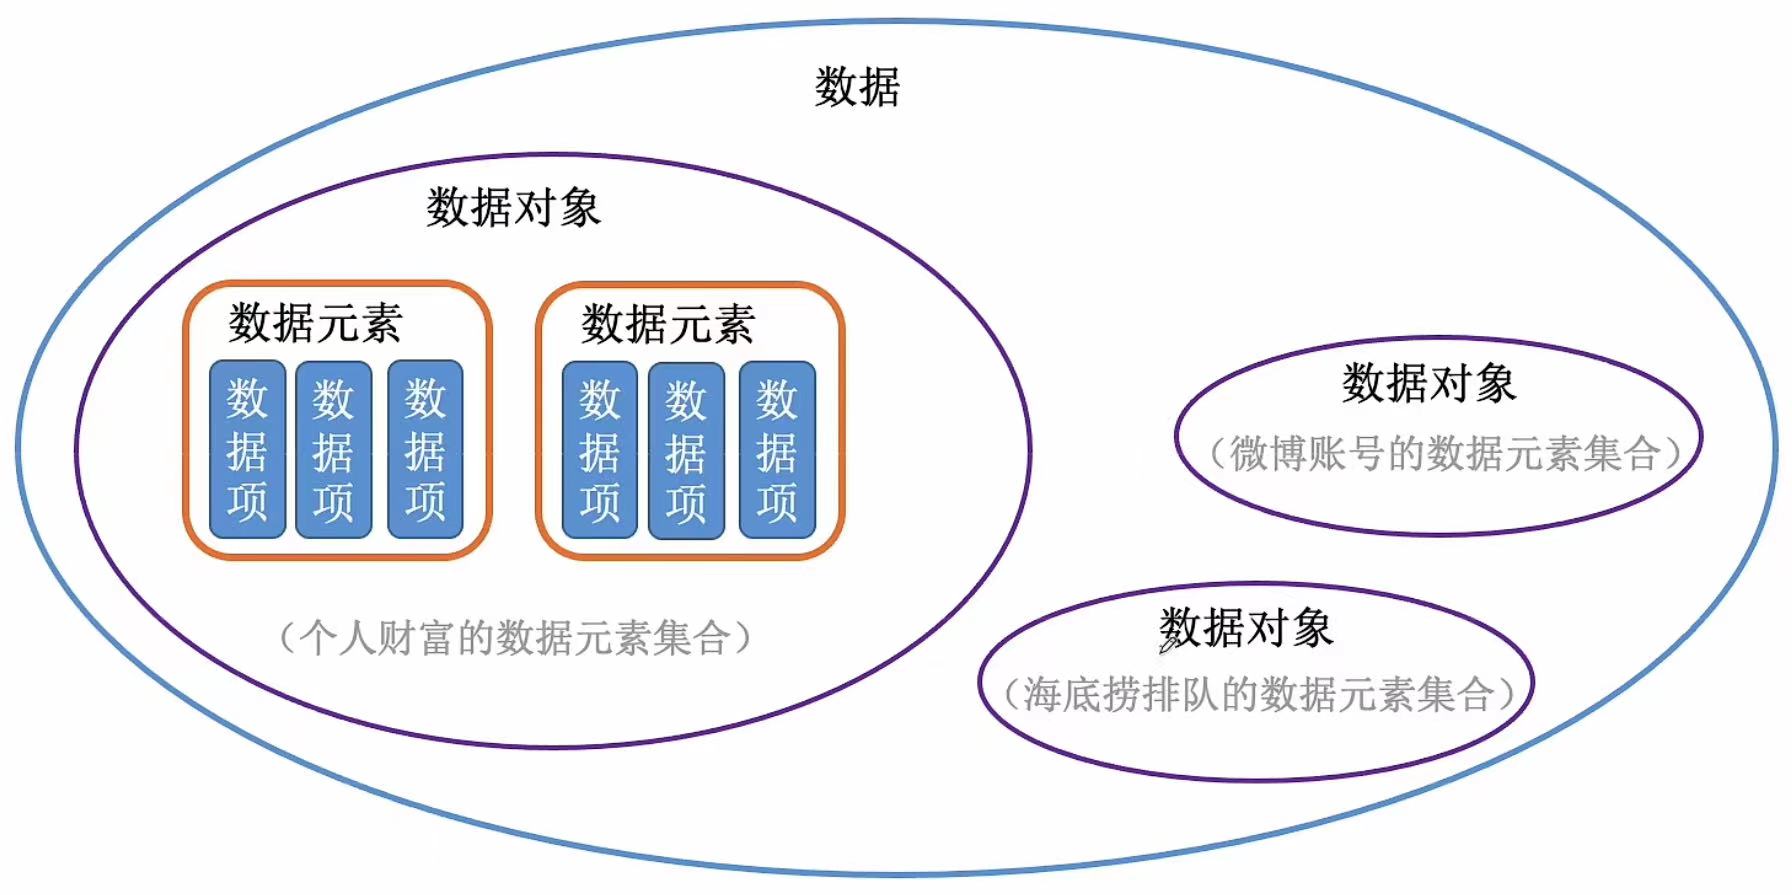 数据
数据对象
数据元素
数据项
数据项
数据项
数据元素
数据项
数据项
数据项
（个人财富的数据元素集合）
数据对象
（微博账号的数据元素集合）
数据对象
（海底捞排队的数据元素集合）